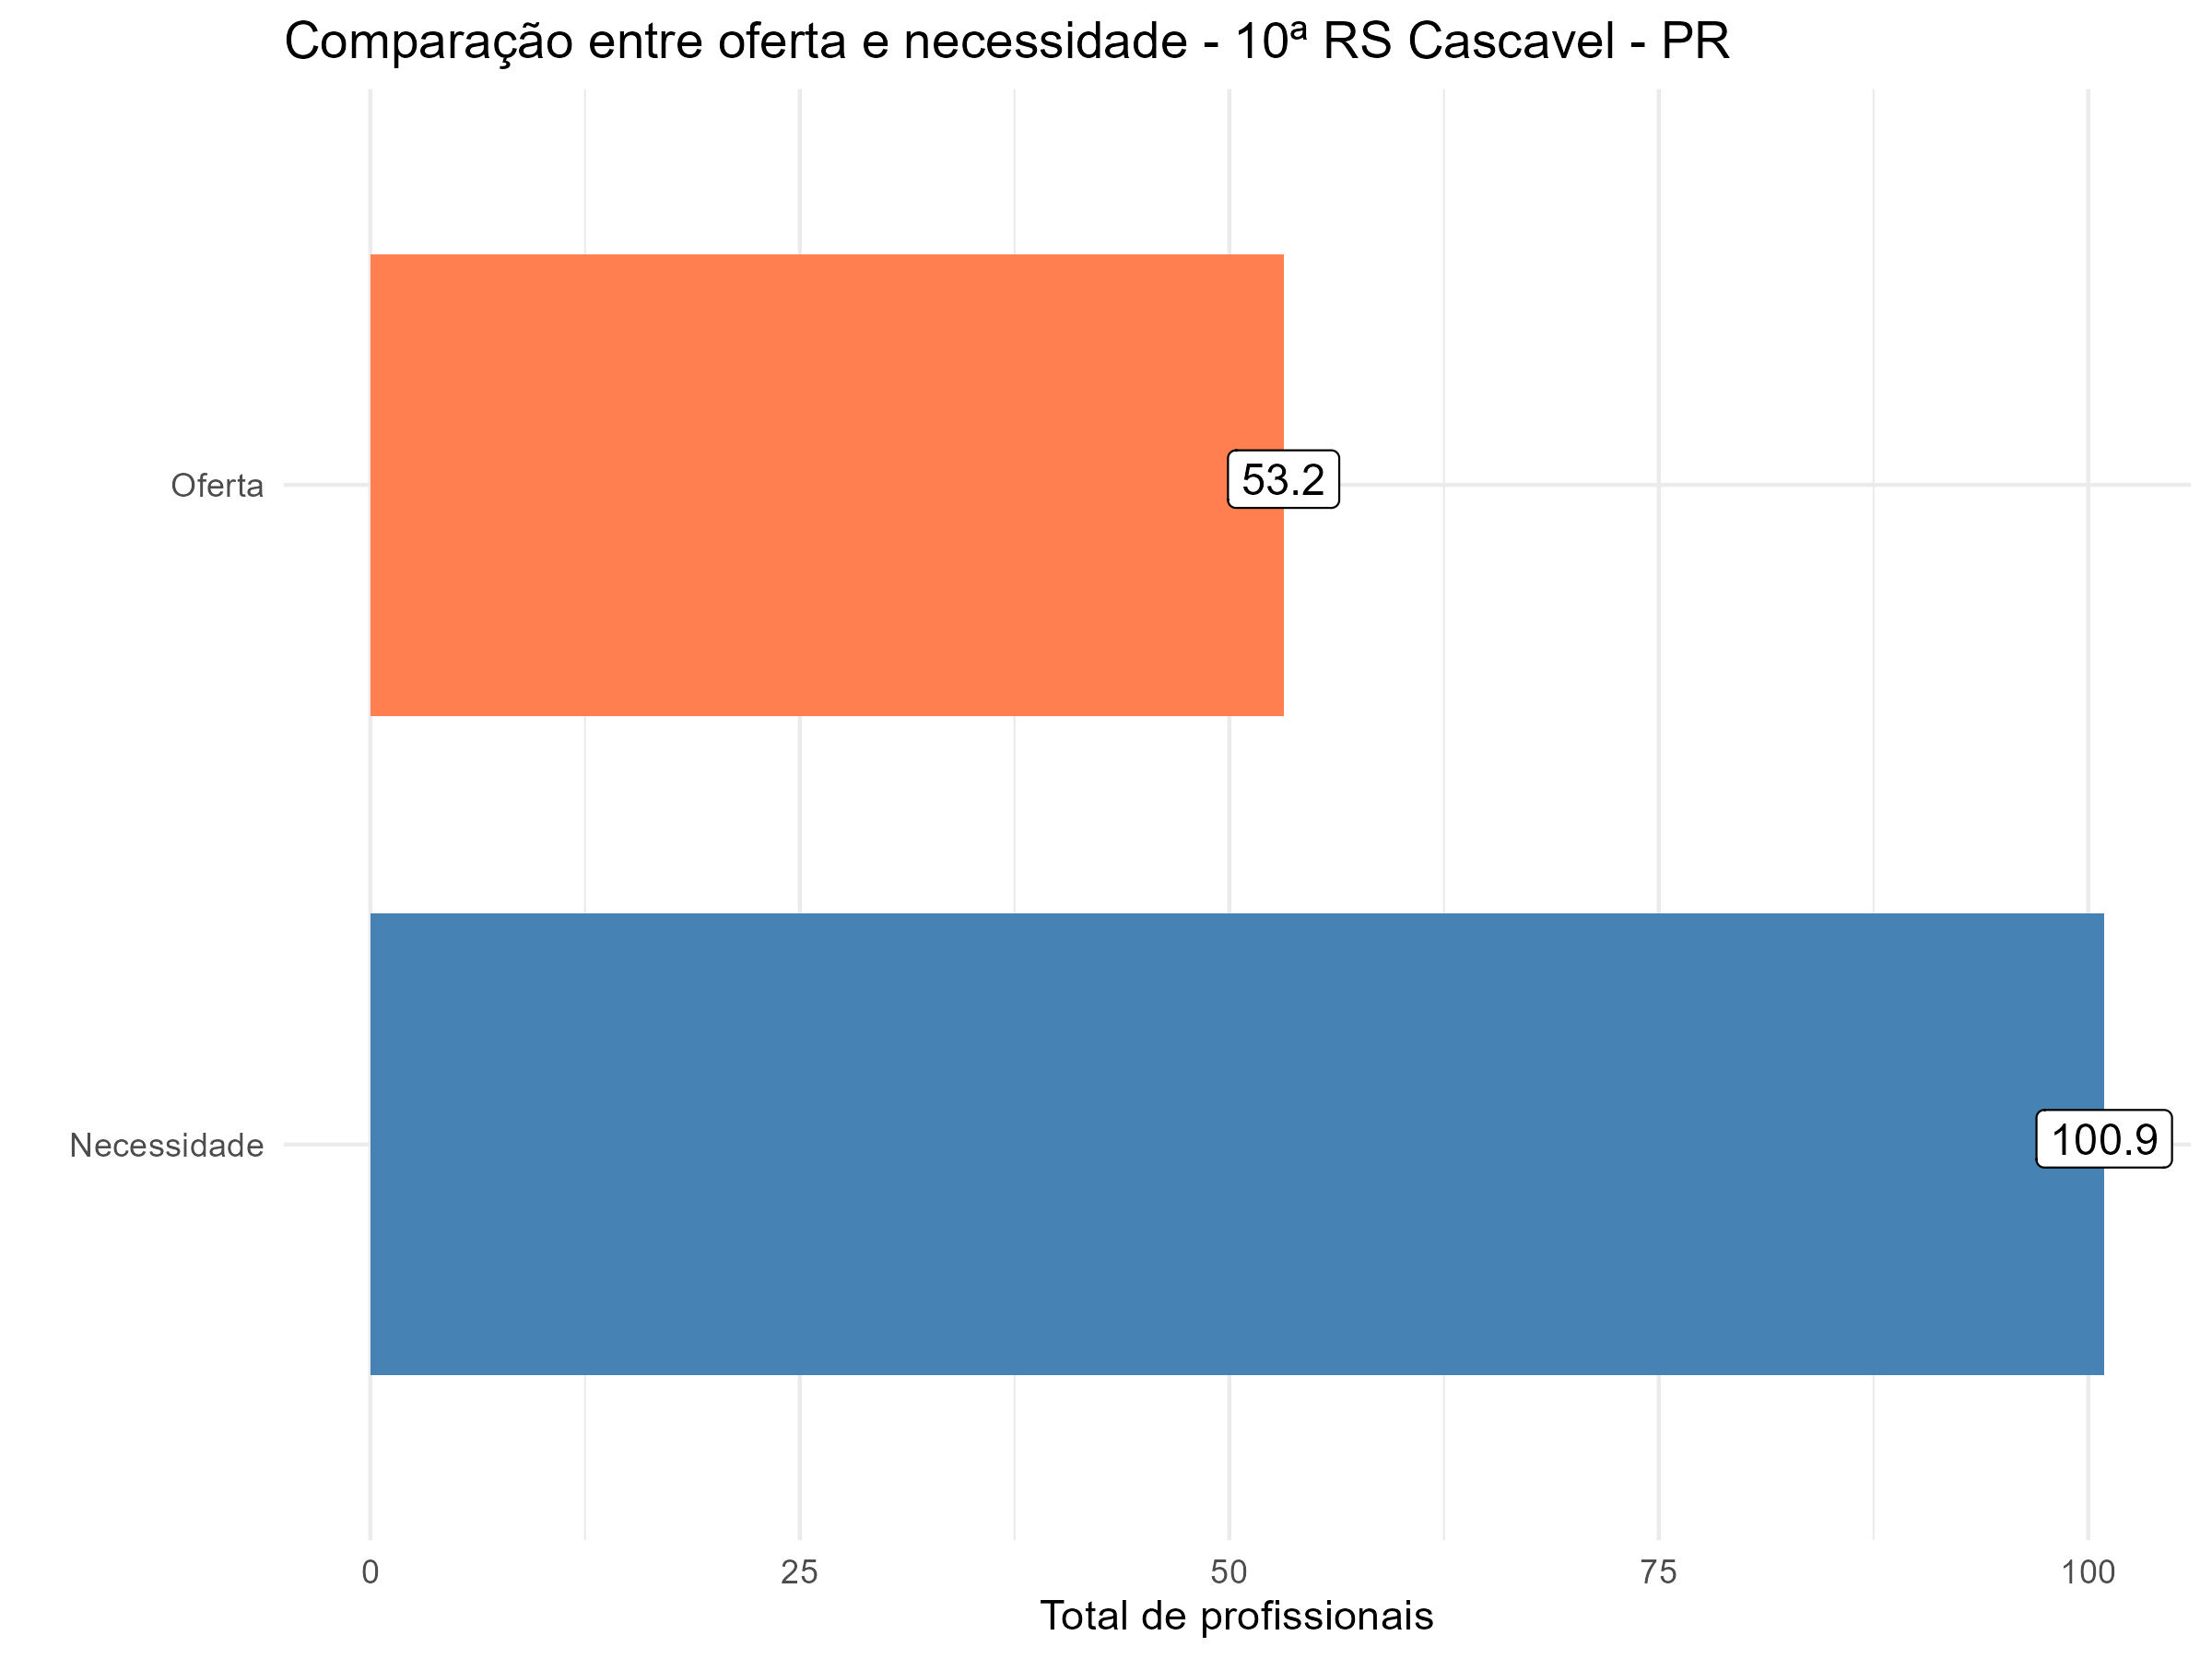 Comparação entre oferta e necessidade - 10ª RS Cascavel - PR
Oferta
53.2
Necessidade
100.9
0 25 50 75 100
Total de profissionais